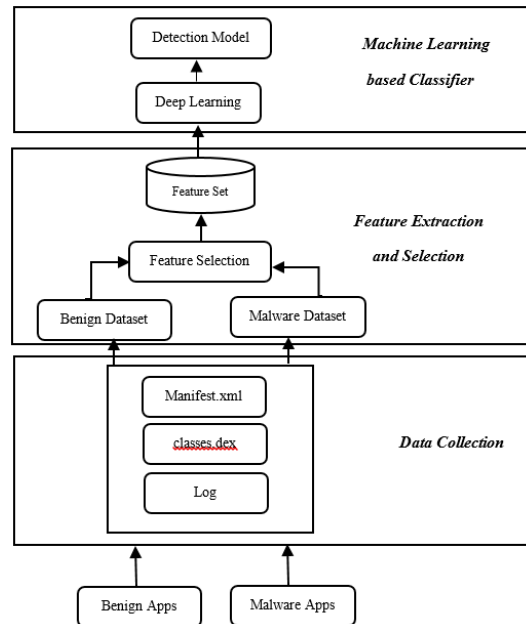 Detection Model
Machine Learning
based Classifier
Deep Learning
Feature Set
Feature Extraction
and Selection
Feature Selection
Benign Dataset
Malware Dataset
Manifest.xml
classes.dex
Data Collection
Log
Benign Apps
Malware Apps